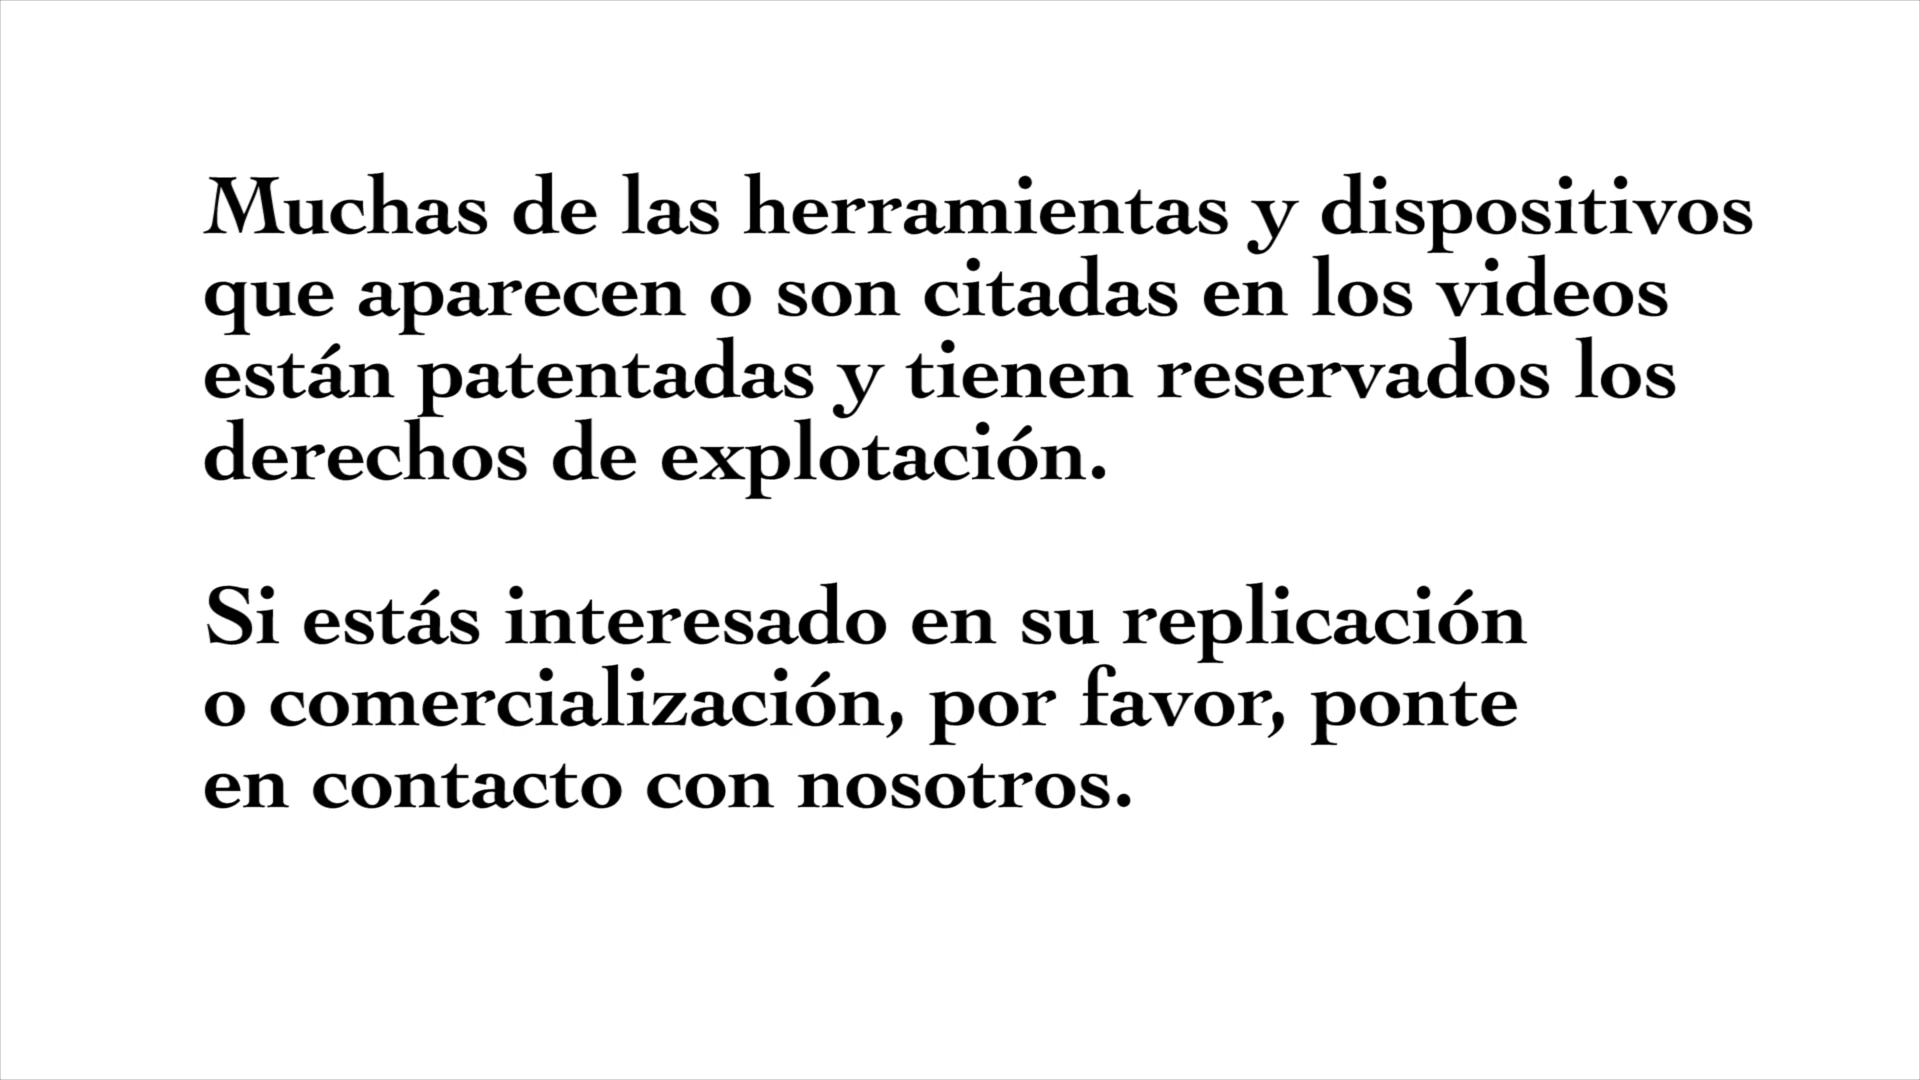 Muchas de las herramientas y dispositivos
que aparecen o son citadas en los videos
están patentadas y tienen reservados los
derechos de explotación.
Si estás interesado en su replicación
o comercialización, por favor, ponte
en contacto con nosotros.